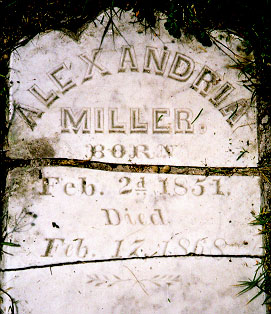 ALEXANDRIA
MILLER.
BORN
Feb. 2d 1851.
Died
Feb. 17, 1868